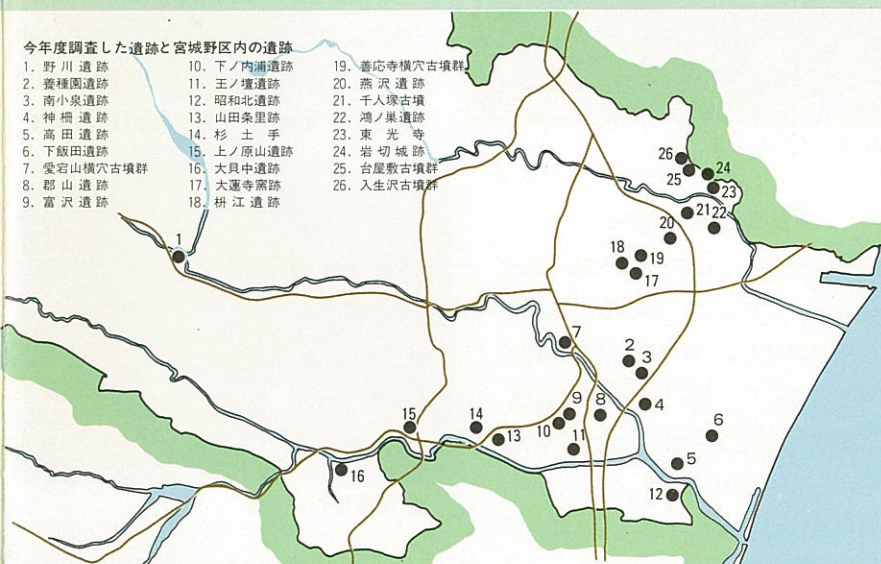 今年度調査した遺跡と宮城野区内の遺跡
1. 野川遺跡
2. 養種園遺跡
3. 南小泉遺跡
4. 神柵遺跡
5. 高田遺跡
6. 下飯田遺跡
7. 愛宕山横穴古墳群
8. 郡山遺跡
9. 富沢遺跡
10. 下ノ内浦遺跡
11. 王ノ壇遺跡
12. 昭和北遺跡
13. 山田条里跡
14. 杉土手
15. 上ノ原山遺跡
16. 大貝中遺跡
17. 大蓮寺窯跡
18. 枡江遺跡
19. 善応寺横穴古墳群
20. 燕沢遺跡
21. 千人塚古墳
22. 鴻ノ巣遺跡
23. 東光寺
24. 岩切城跡
25. 台屋敷古墳群
26. 入生沢古墳群
26
25
24
23
21
22
20
1
18
19
17
7
2
3
15
14
9
8
4
10
13
11
6
16
5
12